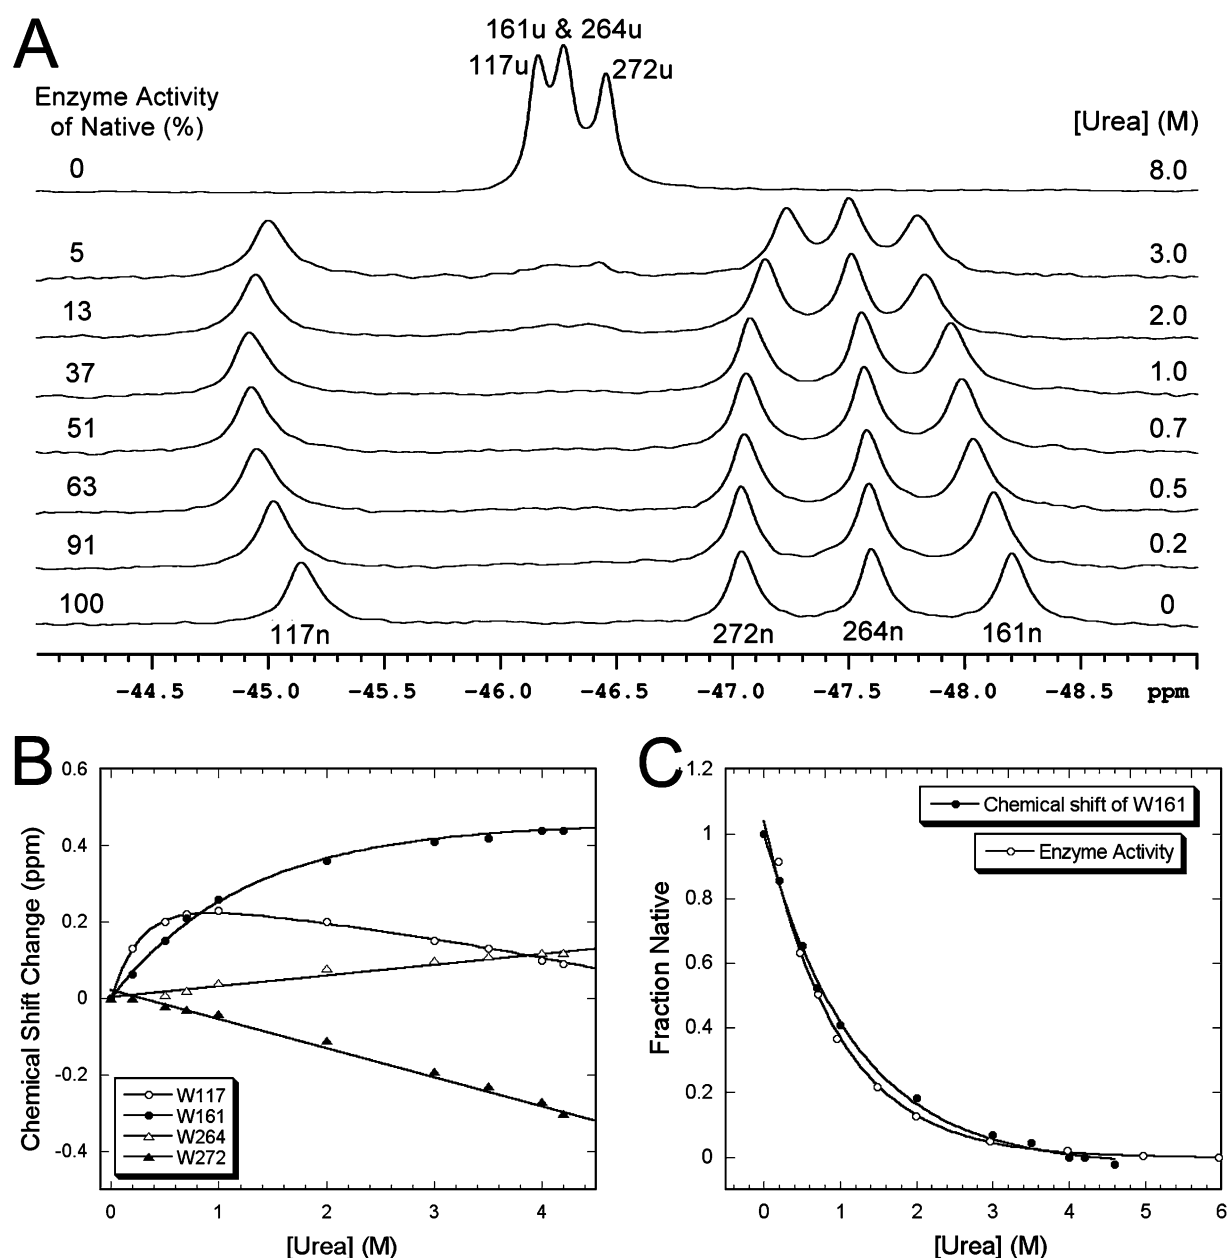 A
161u & 264u
117u
272u
Enzyme Activity
of Native (%)
[Urea] (M)
0
8.0
5
3.0
13
2.0
37
1.0
51
0.7
63
0.5
91
0.2
100
0
117n
272n
264n
161n
-44.5 -45.0 -45.5 -46.0 -46.5 -47.0 -47.5 -48.0 -48.5 ppm
B
Chemical Shift Change (ppm)
0.6
0.4
0.2
0
-0.2
-0.4
W117
W161
W264
W272
0 1 2 3 4
[Urea] (M)
C
Fraction Native
1.2
1
0.8
0.6
0.4
0.2
0
Chemical shift of W161
Enzyme Activity
0 1 2 3 4 5 6
[Urea] (M)